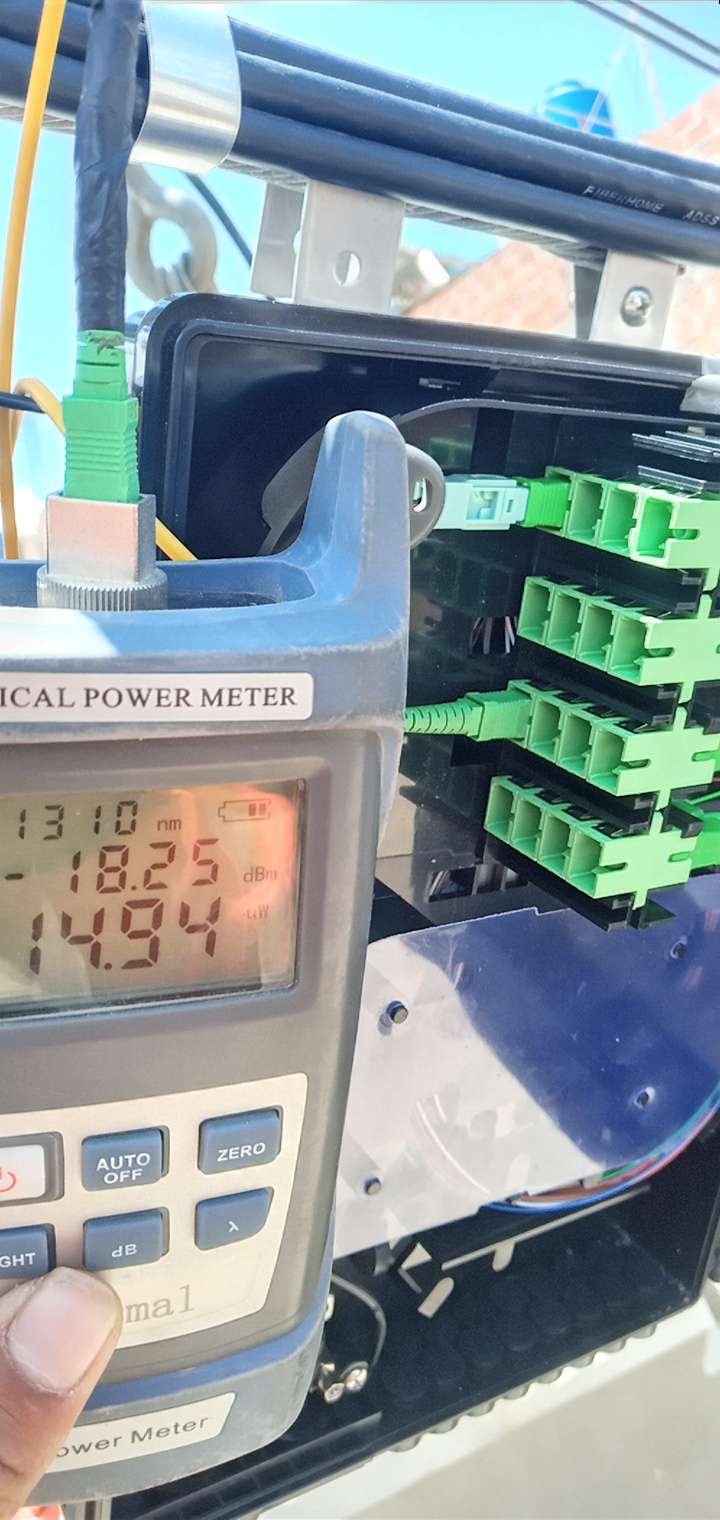 FIBERHOME ADSS
ICAL POWER METER
1310 nm
- 18.25 dBm
14.94 uW
AUTO OFF
ZERO
GHT
dB
λ
mal
ower Meter